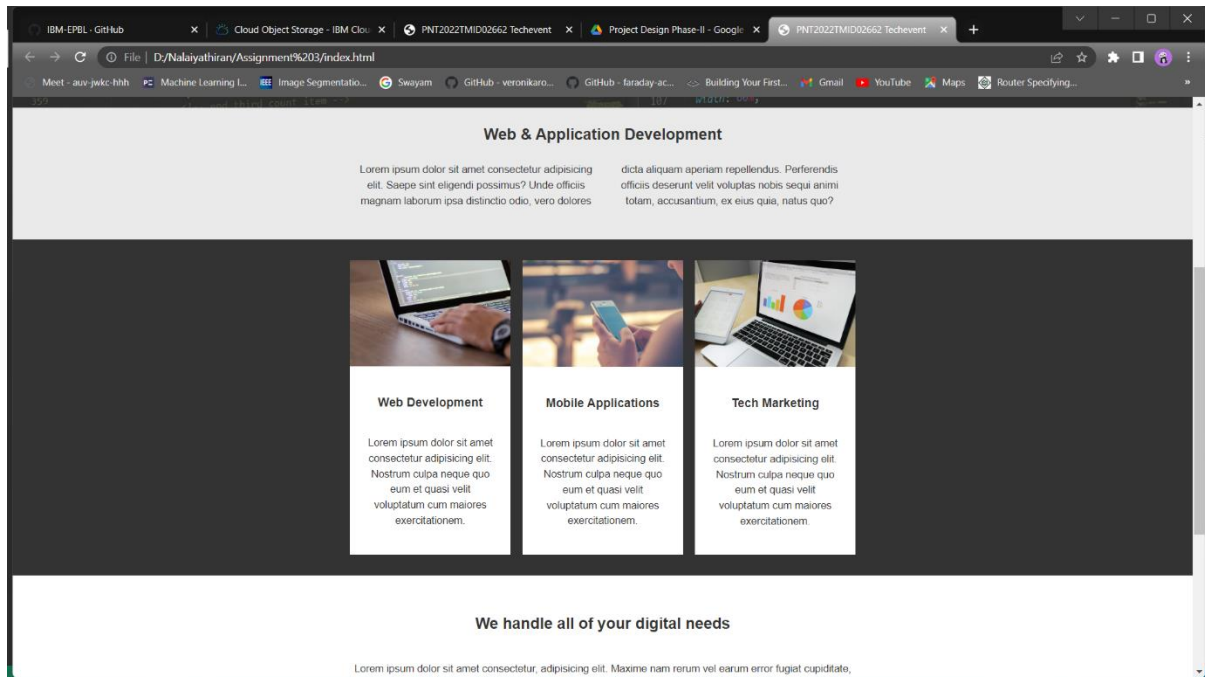 IBM-EPBL · GitHub
Cloud Object Storage - IBM Clou
PNT2022TMID02662 Techevent
Project Design Phase-II - Google
PNT2022TMID02662 Techevent
File | D:/Nalaiyathiran/Assignment%203/index.html
Meet - auv-jwkc-hhh
Machine Learning I...
IEEE Image Segmentatio...
Swayam
GitHub - veronikaro...
GitHub - faraday-ac...
Building Your First...
Gmail
YouTube
Maps
Router Specifying...
»
359
and third count item -->
107
width:
Web & Application Development
Lorem ipsum dolor sit amet consectetur adipisicing
elit. Saepe sint eligendi possimus? Unde officiis
magnam laborum ipsa distinctio odio, vero dolores
dicta aliquam aperiam repellendus. Perferendis
officiis deserunt velit voluptas nobis sequi animi
totam, accusantium, ex eius quia, natus quo?
Web Development
Lorem ipsum dolor sit amet
consectetur adipisicing elit.
Nostrum culpa neque quo
eum et quasi velit
voluptatum cum maiores
exercitationem.
Mobile Applications
Lorem ipsum dolor sit amet
consectetur adipisicing elit.
Nostrum culpa neque quo
eum et quasi velit
voluptatum cum maiores
exercitationem.
Tech Marketing
Lorem ipsum dolor sit amet
consectetur adipisicing elit.
Nostrum culpa neque quo
eum et quasi velit
voluptatum cum maiores
exercitationem.
We handle all of your digital needs
Lorem ipsum dolor sit amet consectetur, adipisicing elit. Maxime nam rerum vel earum error fugiat cupiditate,